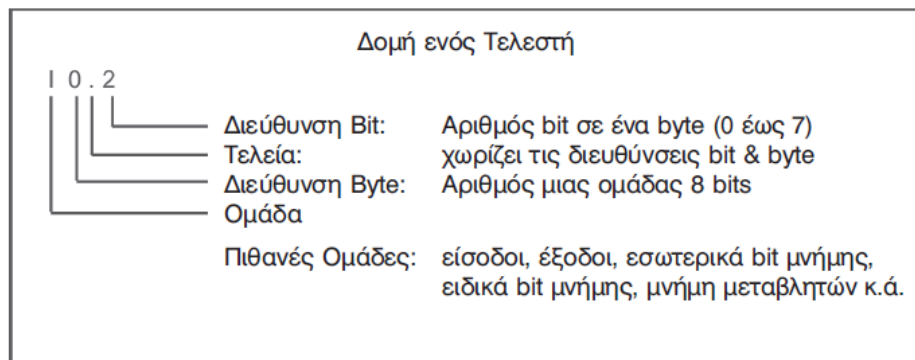 Δομή ενός Τελεστή
I 0 . 2
Διεύθυνση Bit: Αριθμός bit σε ένα byte (0 έως 7)
Τελεία: χωρίζει τις διευθύνσεις bit & byte
Διεύθυνση Byte: Αριθμός μιας ομάδας 8 bits
Ομάδα
Πιθανές Ομάδες: είσοδοι, έξοδοι, εσωτερικά bit μνήμης,
ειδικά bit μνήμης, μνήμη μεταβλητών κ.ά.